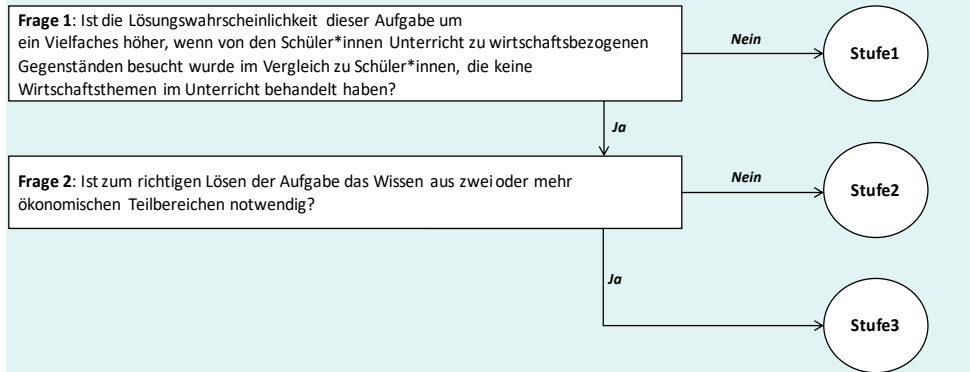 Frage 1: Ist die Lösungswahrscheinlichkeit dieser Aufgabe um
ein Vielfaches höher, wenn von den Schüler*innen Unterricht zu wirtschaftsbezogenen
Gegenständen besucht wurde im Vergleich zu Schüler*innen, die keine
Wirtschaftsthemen im Unterricht behandelt haben?
Nein
Stufe1
Ja
Frage 2: Ist zum richtigen Lösen der Aufgabe das Wissen aus zwei oder mehr
ökonomischen Teilbereichen notwendig?
Nein
Stufe2
Ja
Stufe3